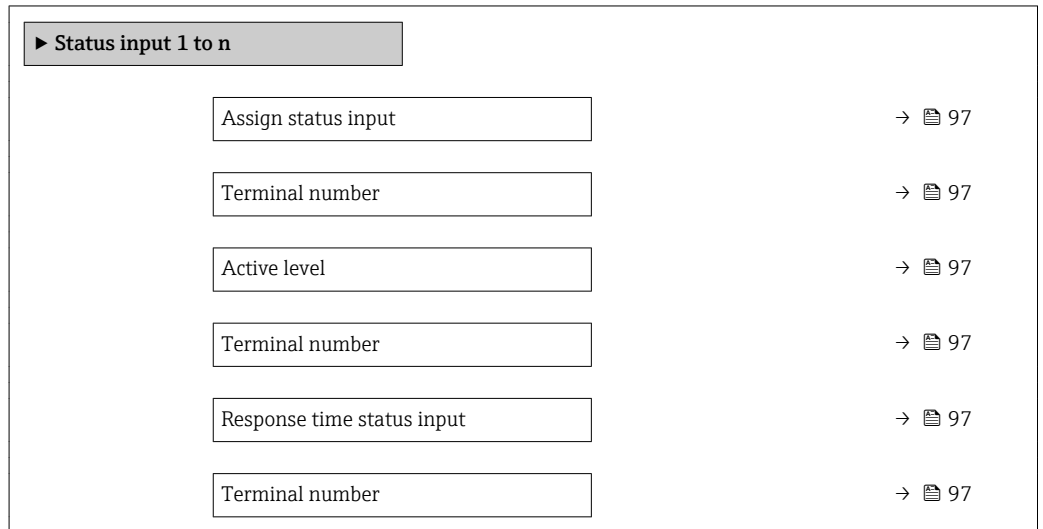 ▶ Status input 1 to n
Assign status input → 97
Terminal number → 97
Active level → 97
Terminal number → 97
Response time status input → 97
Terminal number → 97